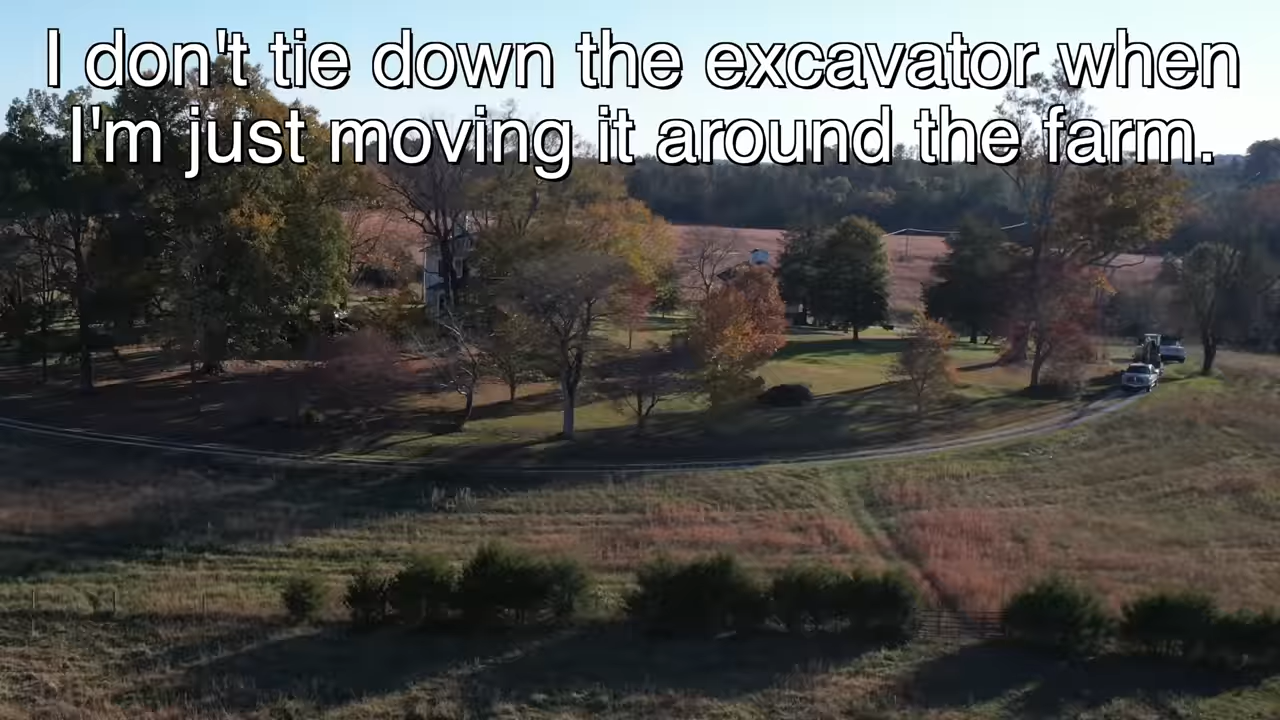 I don't tie down the excavator when
I'm just moving it around the farm.